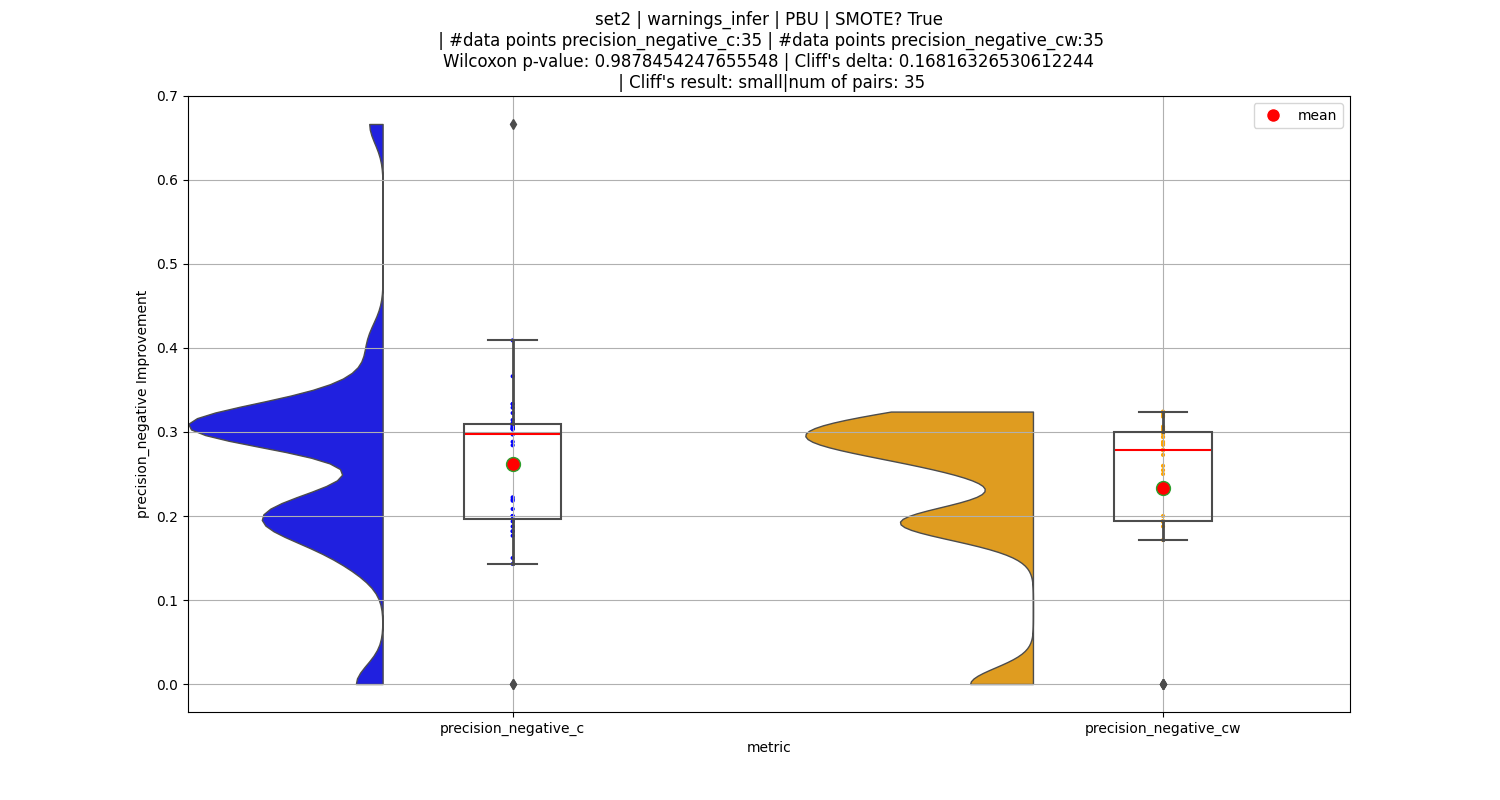 set2 | warnings_infer | PBU | SMOTE? True
| #data points precision_negative_c:35 | #data points precision_negative_cw:35
Wilcoxon p-value: 0.9878454247655548 | Cliff's delta: 0.16816326530612244
| Cliff's result: small|num of pairs: 35
mean
0.7
0.6
0.5
0.4
0.3
0.2
0.1
0.0
precision_negative Improvement
precision_negative_c
precision_negative_cw
metric